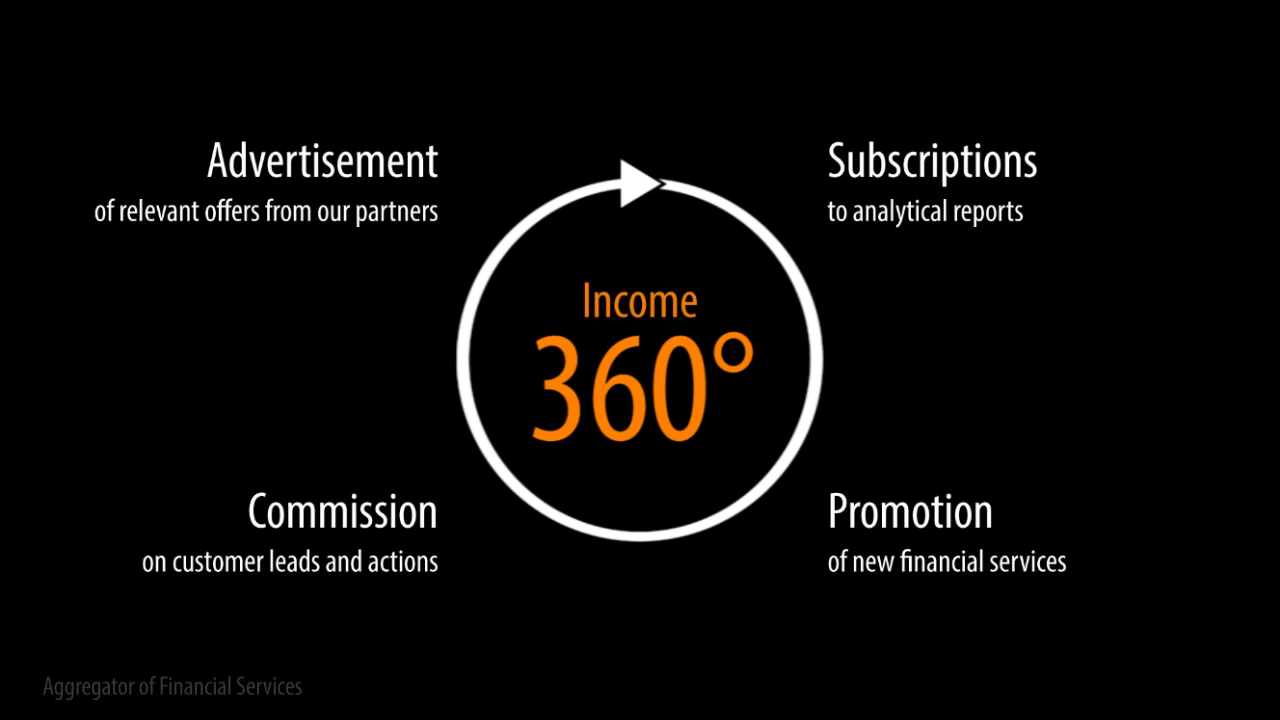 Advertisement
of relevant offers from our partners
Subscriptions
to analytical reports
Income
360°
Commission
on customer leads and actions
Promotion
of new financial services
Aggregator of Financial Services